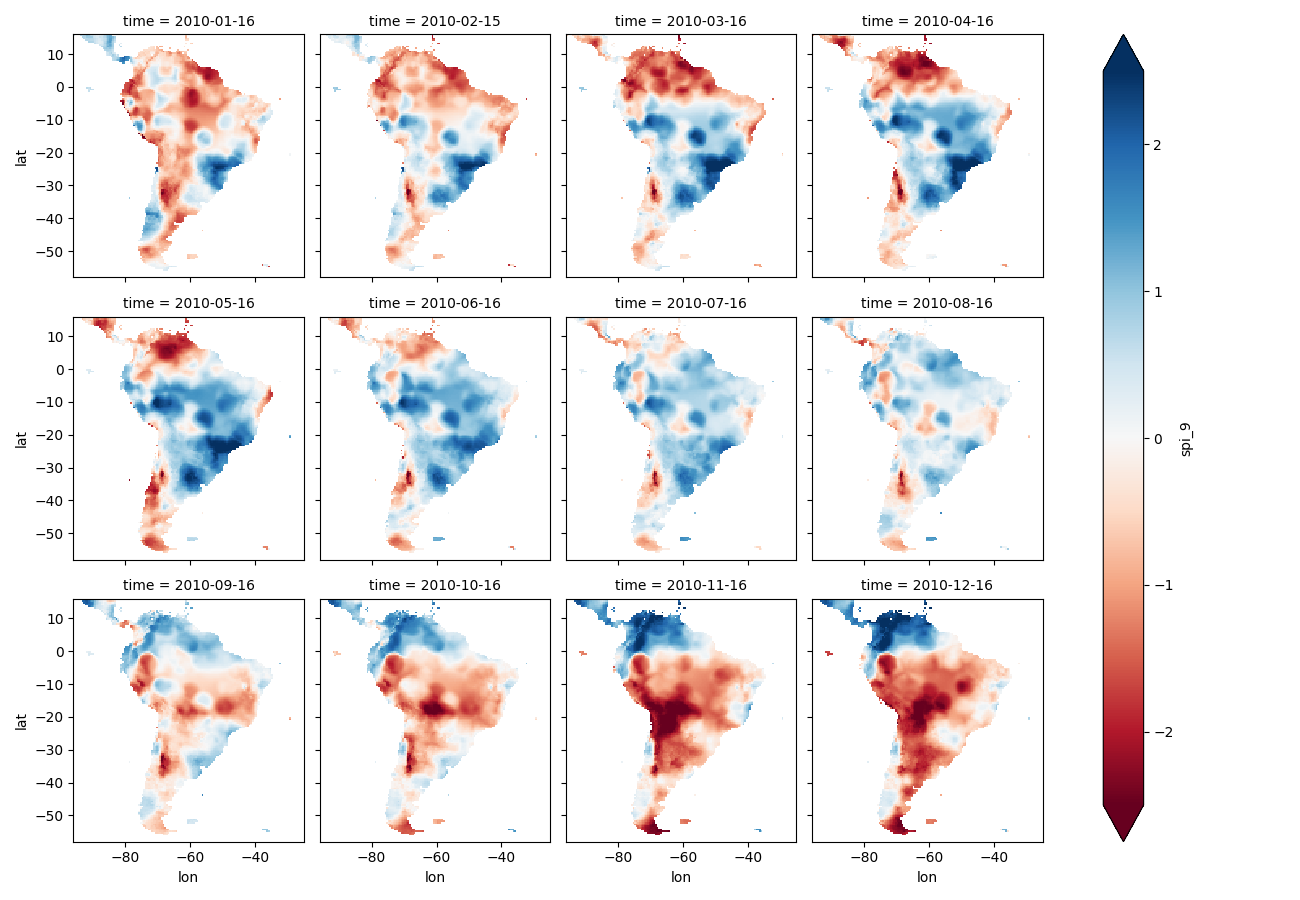 time = 2010-01-16
time = 2010-02-15
time = 2010-03-16
time = 2010-04-16
10
0
−10
−20
−30
−40
−50
lat
time = 2010-05-16
time = 2010-06-16
time = 2010-07-16
time = 2010-08-16
10
0
−10
−20
−30
−40
−50
lat
time = 2010-09-16
time = 2010-10-16
time = 2010-11-16
time = 2010-12-16
10
0
−10
−20
−30
−40
−50
lat
−80 −60 −40
lon
−80 −60 −40
lon
−80 −60 −40
lon
−80 −60 −40
lon
2
1
0
−1
−2
spi_9